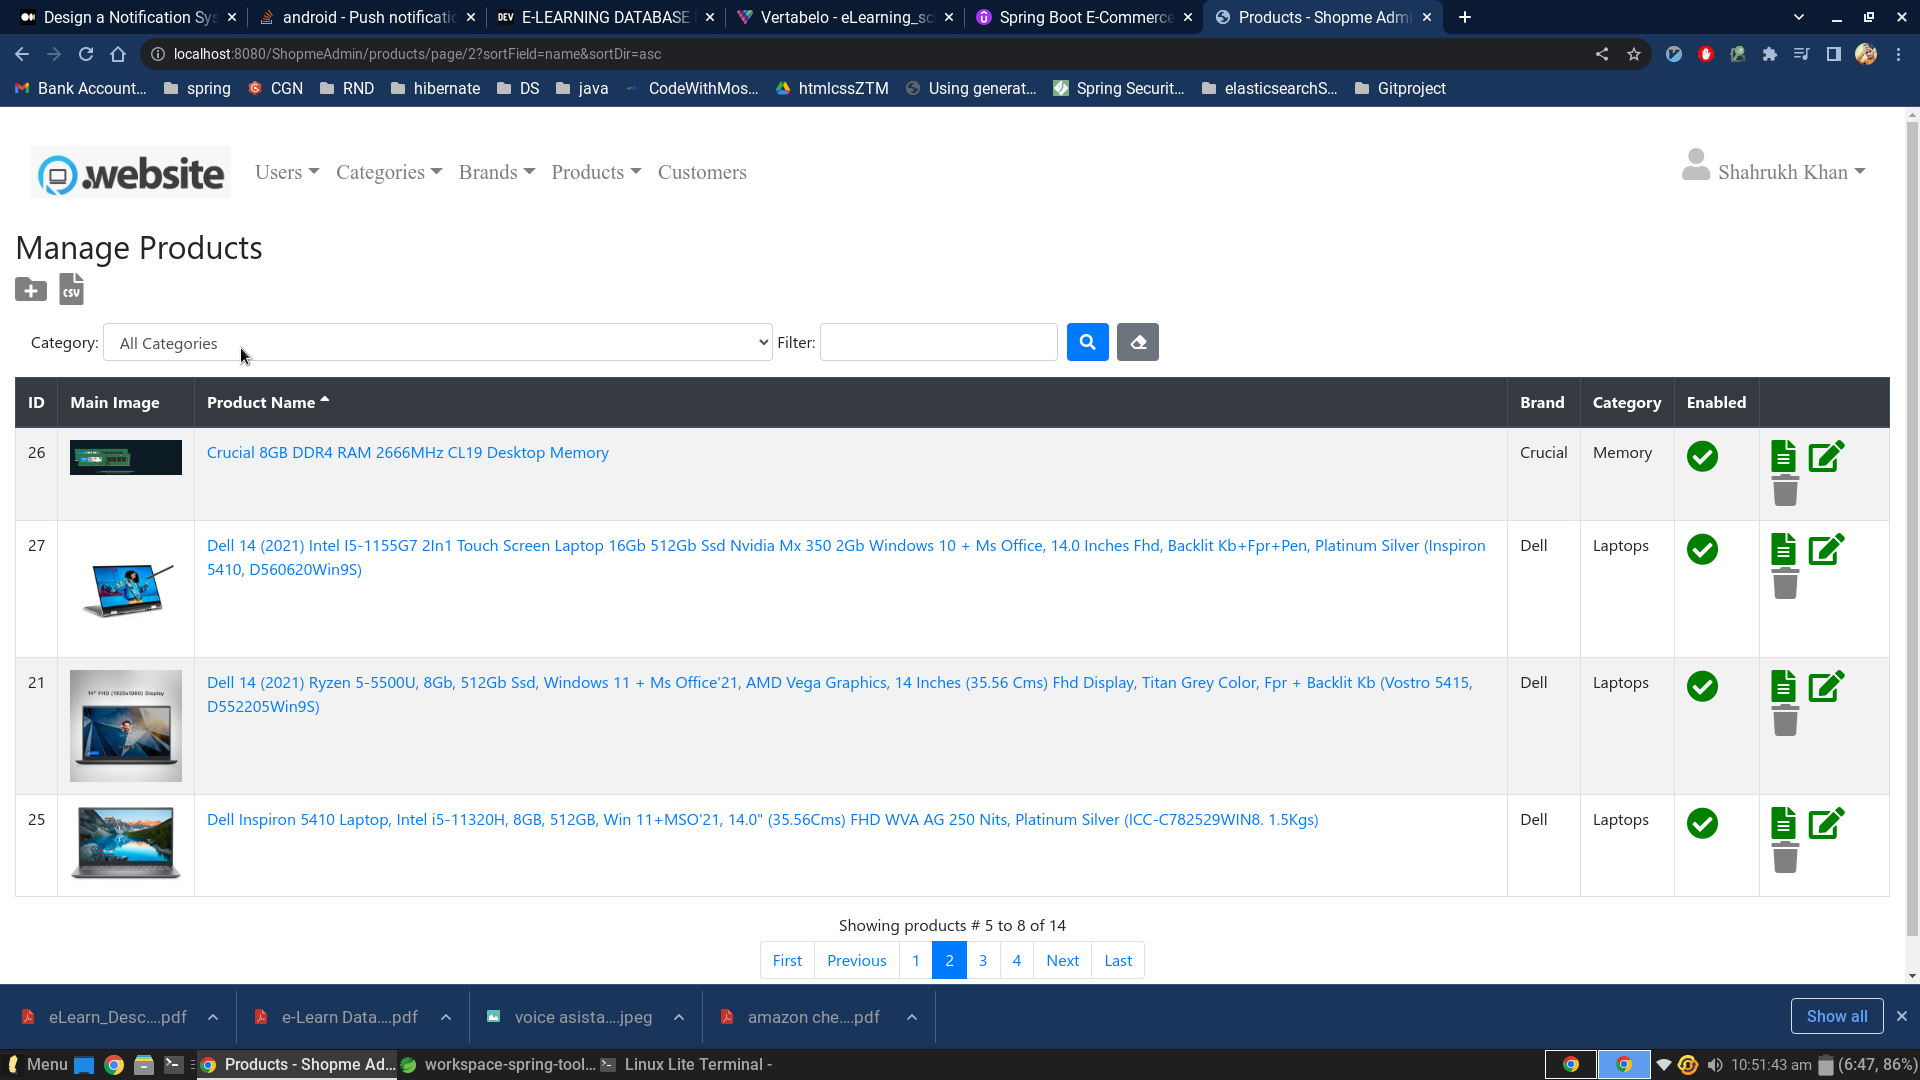 Design a Notification Sys
android - Push notificatio
DEV E-LEARNING DATABASE
Vertabelo - eLearning_sc
Spring Boot E-Commerce
Products - Shopme Admi
localhost:8080/ShopmeAdmin/products/page/2?sortField=name&sortDir=asc
Bank Account...
spring
CGN
RND
hibernate
DS
java
CodeWithMos...
htmlcssZTM
Using generat...
Spring Securit...
elasticsearchS...
Gitproject
.website
Users
Categories
Brands
Products
Customers
Shahrukh Khan
Manage Products
CSV
Category: All Categories Filter:
ID Main Image Product Name Brand Category Enabled
26 Crucial 8GB DDR4 RAM 2666MHz CL19 Desktop Memory Crucial Memory
27 Dell 14 (2021) Intel I5-1155G7 2In1 Touch Screen Laptop 16Gb 512Gb Ssd Nvidia Mx 350 2Gb Windows 10 + Ms Office, 14.0 Inches Fhd, Backlit Kb+Fpr+Pen, Platinum Silver (Inspiron Dell Laptops
5410, D560620Win9S)
21 Dell 14 (2021) Ryzen 5-5500U, 8Gb, 512Gb Ssd, Windows 11 + Ms Office'21, AMD Vega Graphics, 14 Inches (35.56 Cms) Fhd Display, Titan Grey Color, Fpr + Backlit Kb (Vostro 5415, Dell Laptops
14" FHD (1920x1080) Display
D552205Win9S)
25 Dell Inspiron 5410 Laptop, Intel i5-11320H, 8GB, 512GB, Win 11+MSO'21, 14.0" (35.56Cms) FHD WVA AG 250 Nits, Platinum Silver (ICC-C782529WIN8. 1.5Kgs) Dell Laptops
Showing products # 5 to 8 of 14
First Previous 1 2 3 4 Next Last
eLearn_Desc....pdf
e-Learn Data....pdf
voice asista....jpeg
amazon che....pdf
Show all
Menu
Products - Shopme Ad...
workspace-spring-tool...
Linux Lite Terminal -
10:51:43 am
(6:47, 86%)